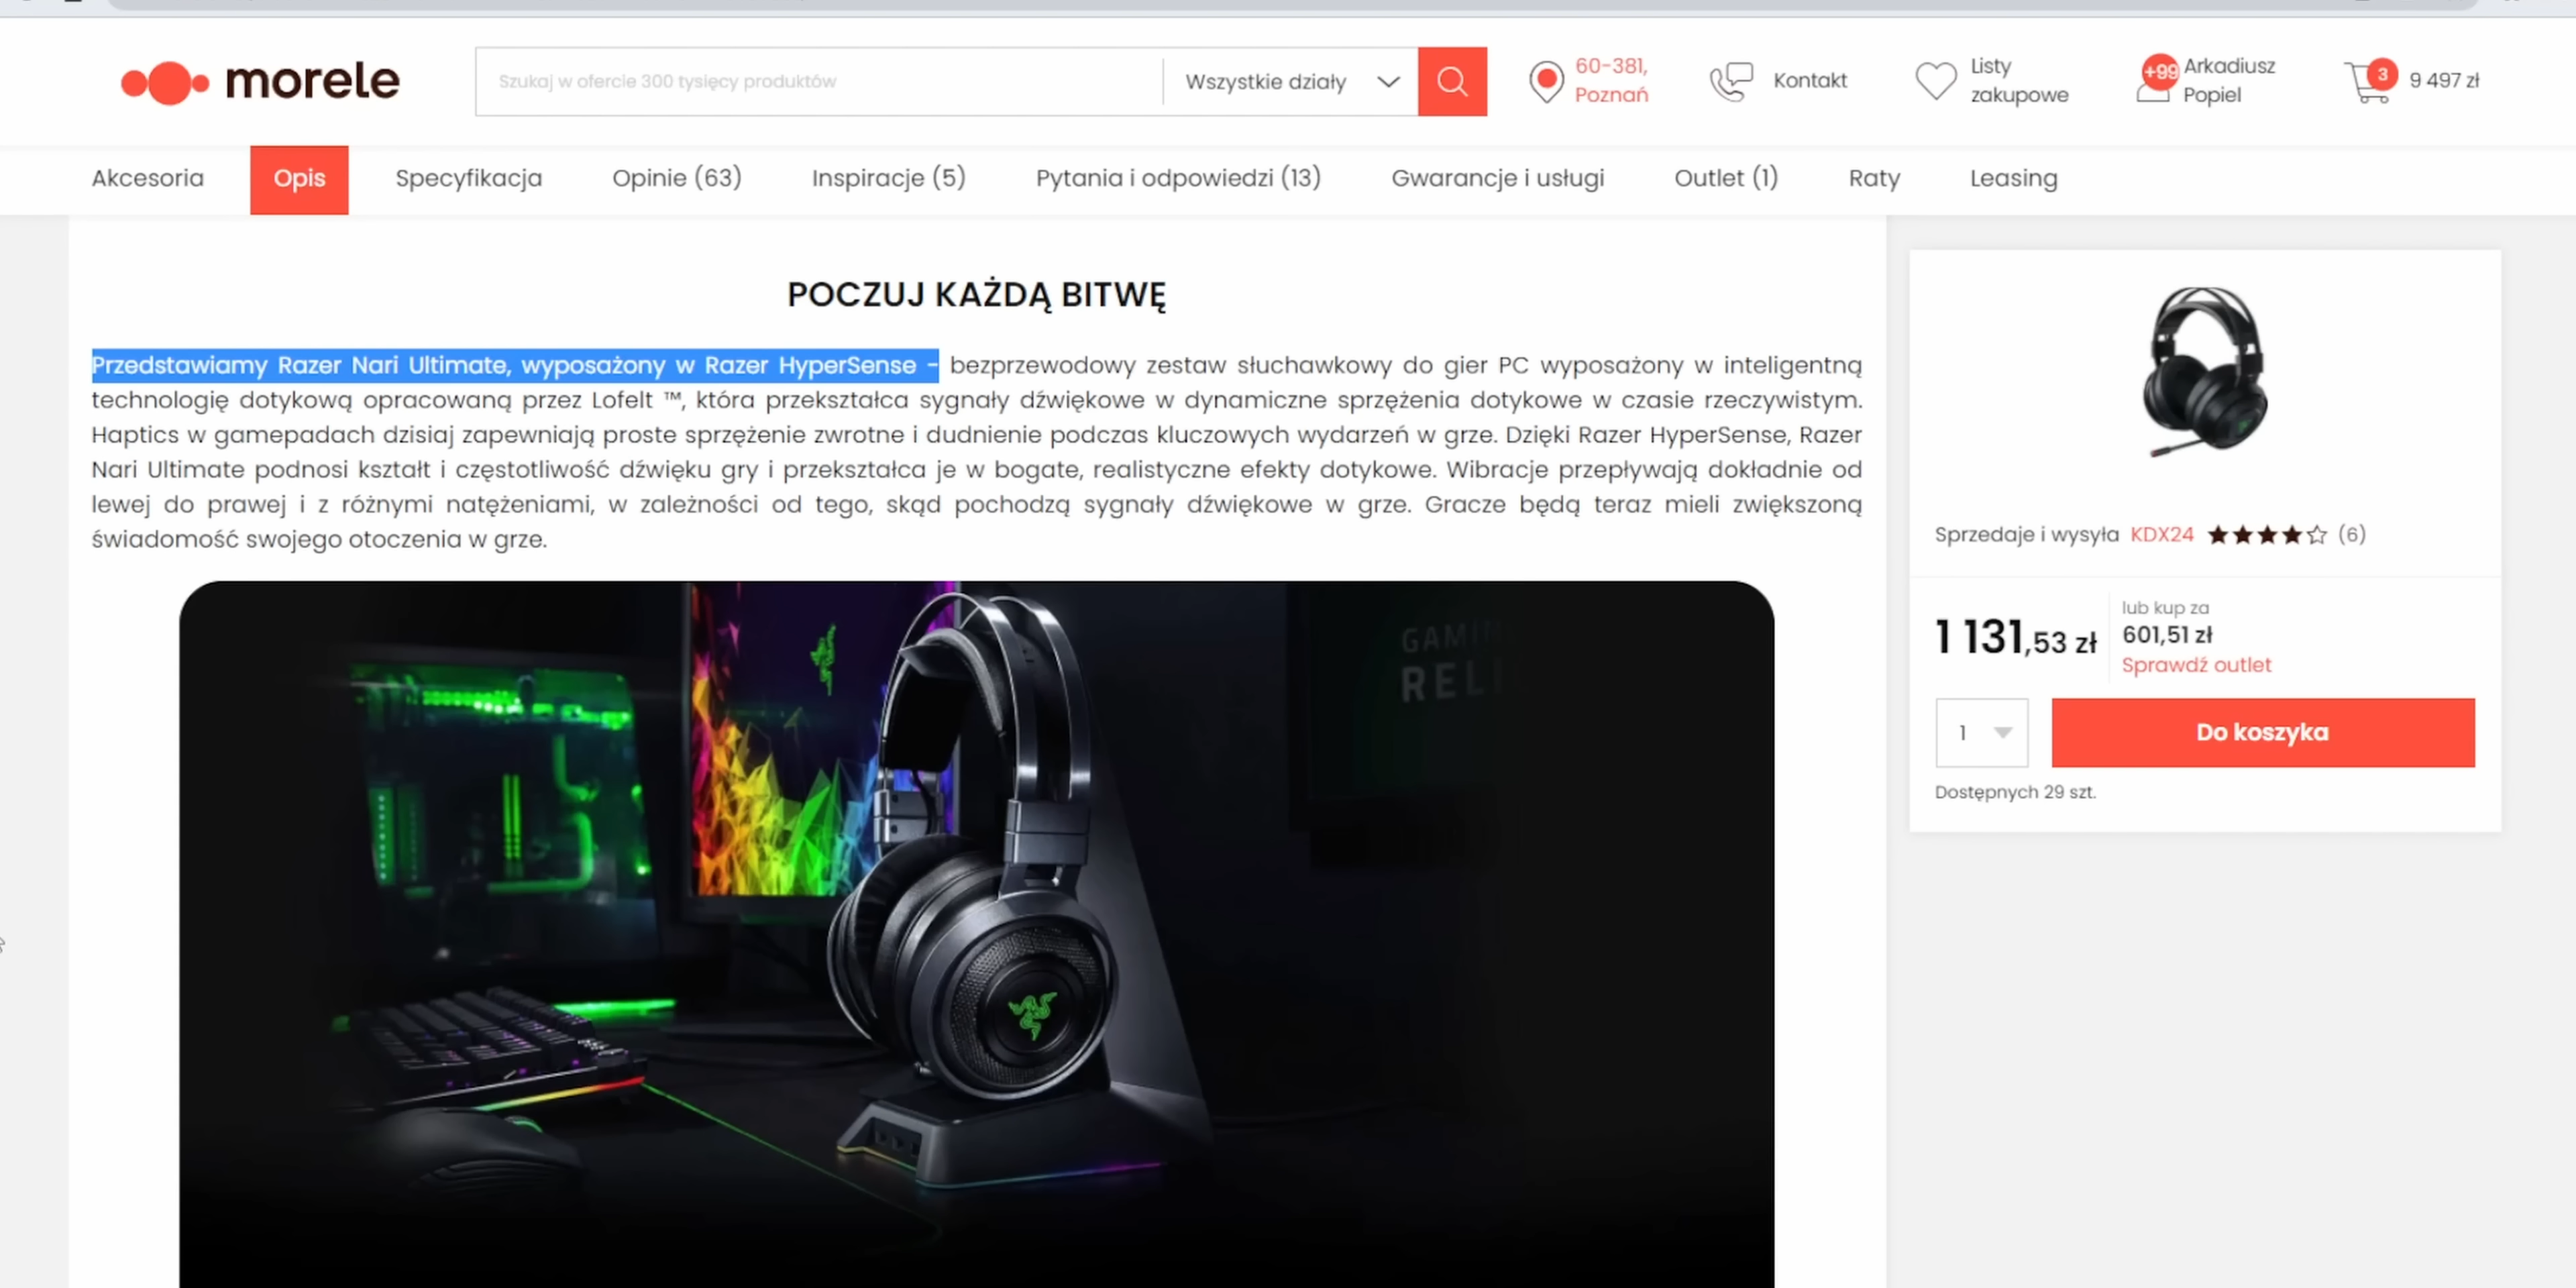 morele
Szukaj w ofercie 300 tysięcy produktów
Wszystkie działy
60-381,
Poznań
Kontakt
Listy
zakupowe
+99
Arkadiusz
Popiel
3
9 497 zł
Akcesoria
Opis
Specyfikacja
Opinie (63)
Inspiracje (5)
Pytania i odpowiedzi (13)
Gwarancje i usługi
Outlet (1)
Raty
Leasing
POCZUJ KAŻDĄ BITWĘ
Przedstawiamy Razer Nari Ultimate, wyposażony w Razer HyperSense - bezprzewodowy zestaw słuchawkowy do gier PC wyposażony w inteligentną
technologię dotykową opracowaną przez Lofelt ™, która przekształca sygnały dźwiękowe w dynamiczne sprzężenia dotykowe w czasie rzeczywistym.
Haptics w gamepadach dzisiaj zapewniają proste sprzężenie zwrotne i dudnienie podczas kluczowych wydarzeń w grze. Dzięki Razer HyperSense, Razer
Nari Ultimate podnosi kształt i częstotliwość dźwięku gry i przekształca je w bogate, realistyczne efekty dotykowe. Wibracje przepływają dokładnie od
lewej do prawej i z różnymi natężeniami, w zależności od tego, skąd pochodzą sygnały dźwiękowe w grze. Gracze będą teraz mieli zwiększoną
świadomość swojego otoczenia w grze.
Sprzedaje i wysyła KDX24 (6)
1 131,53 zł
lub kup za
601,51 zł
Sprawdź outlet
1
Do koszyka
Dostępnych 29 szt.